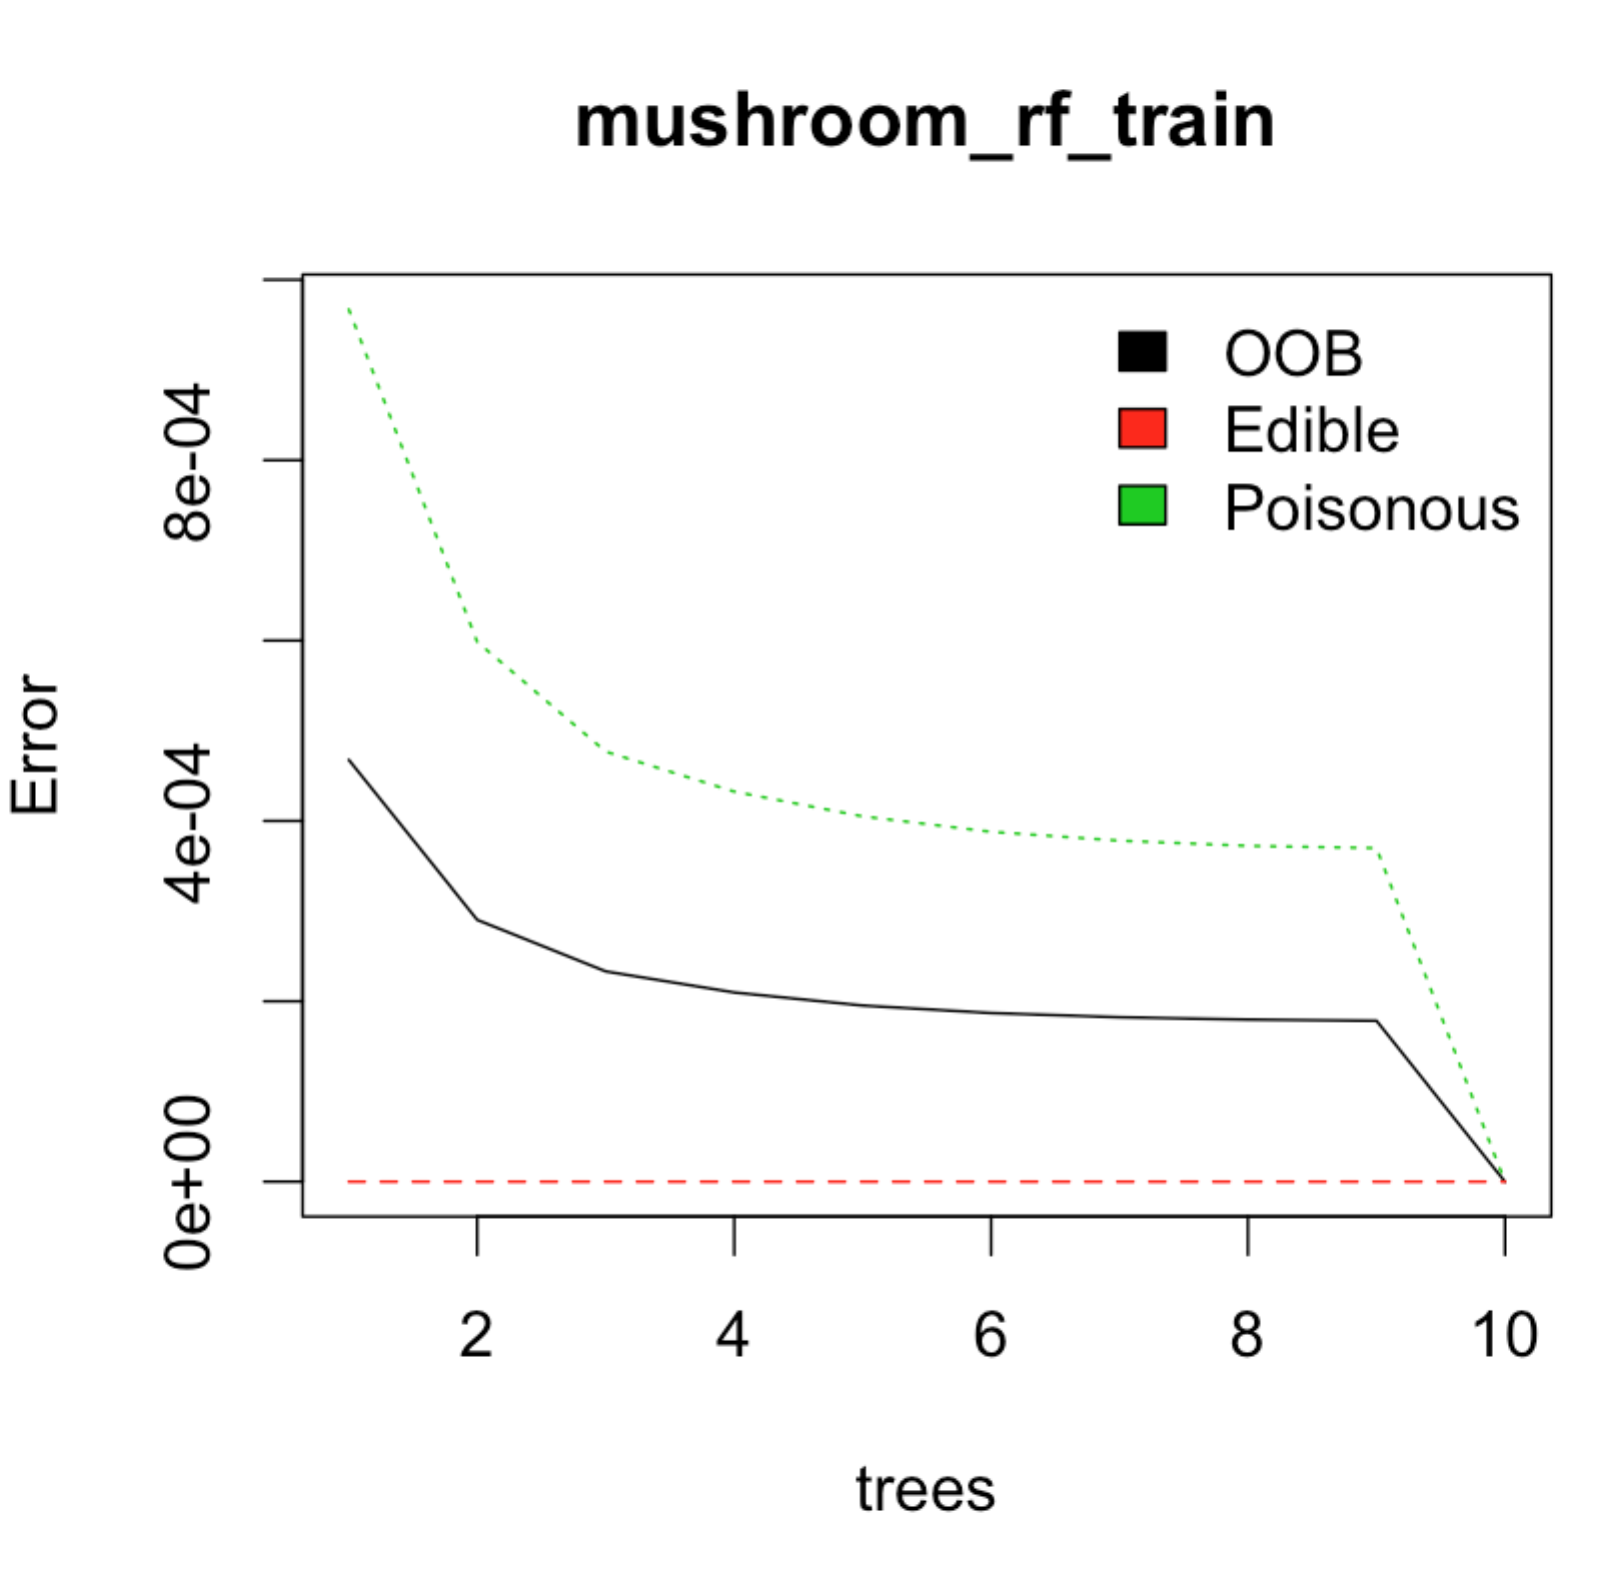 mushroom_rf_train
OOB
Edible
Poisonous
Error
8e-04
4e-04
0e+00
2 4 6 8 10
trees